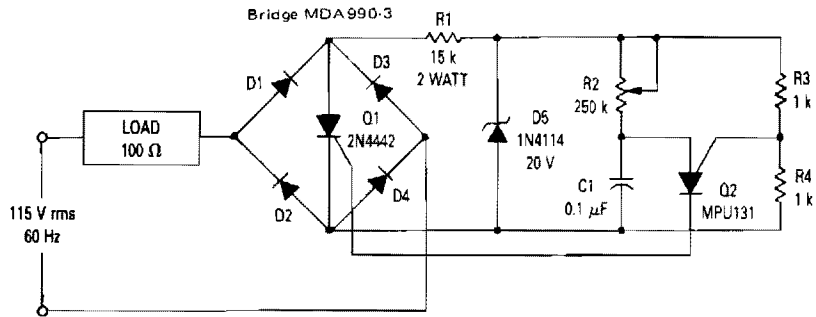 Bridge MDA990-3
R1
15 k
2 WATT
D1
D3
Q1
2N4442
D2
D4
LOAD
100 Ω
115 V rms
60 Hz
D5
1N4114
20 V
R2
250 k
R3
1 k
C1
0.1 µF
Q2
MPU131
R4
1 k